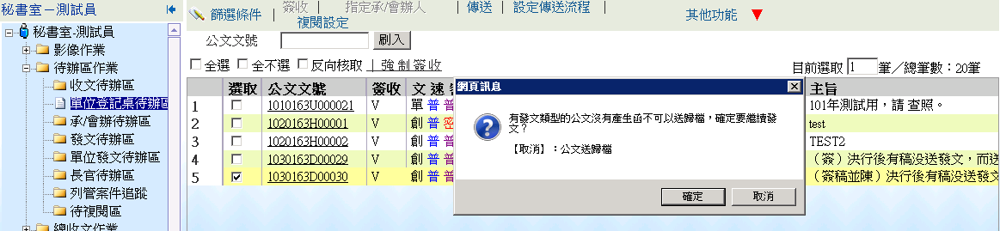 秘書室－測試員
秘書室-測試員
影像作業
待辦區作業
收文待辦區
單位登記桌待辦區
承/會辦待辦區
發文待辦區
單位發文待辦區
長官待辦區
列管案件追蹤
待複閱區
總收文作業
篩選條件｜簽收｜指定承/會辦人｜傳送｜設定傳送流程｜
複閱設定
其他功能 ▼
公文文號 刷入
全選 全不選 反向核取 ｜強制簽收
目前選取 1 筆／總筆數：20筆
選取 公文文號 簽收 文 速 主旨
1 1010163U000021 V 單 普 普 101年測試用，請 查照。
2 1020163H00001 V 創 普 密 test
3 1020163H00002 V 創 普 普 TEST2
4 1030163D00029 V 創 普 普 （簽）決行後有稿没送發文，而送
5 1030163D00030 V 創 普 普 （簽稿並陳）決行後有稿没送發文
網頁訊息
有發文類型的公文沒有產生函不可以送歸檔，確定要繼續發
文？
【取消】：公文送歸檔
確定 取消